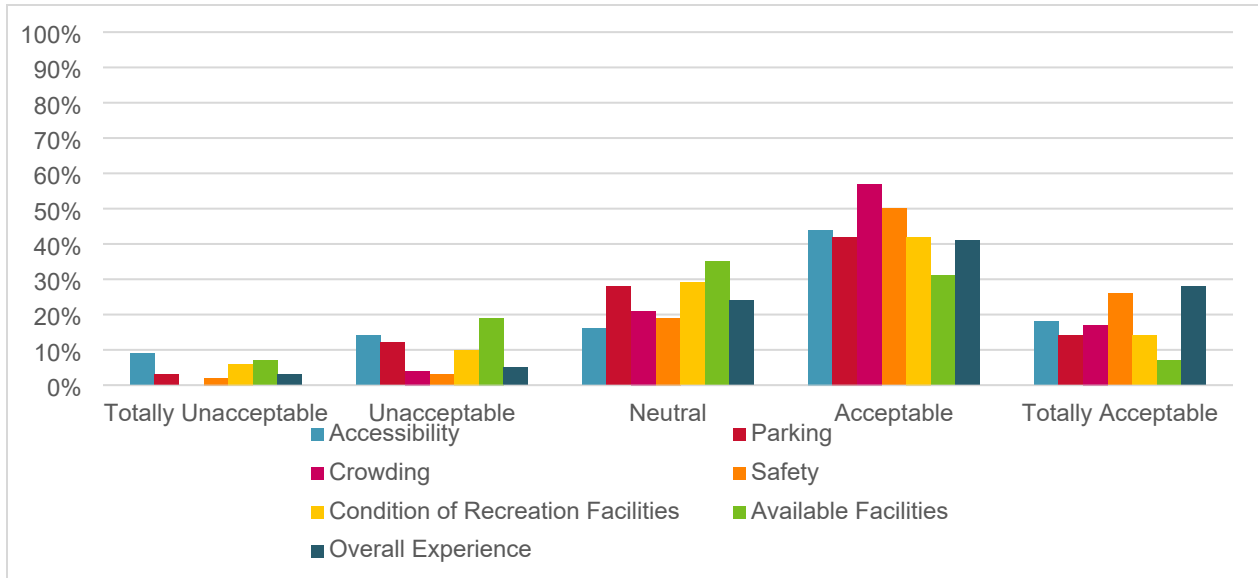 100%
90%
80%
70%
60%
50%
40%
30%
20%
10%
0%
Totally Unacceptable Unacceptable Neutral Acceptable Totally Acceptable
Accessibility Parking
Crowding Safety
Condition of Recreation Facilities Available Facilities
Overall Experience